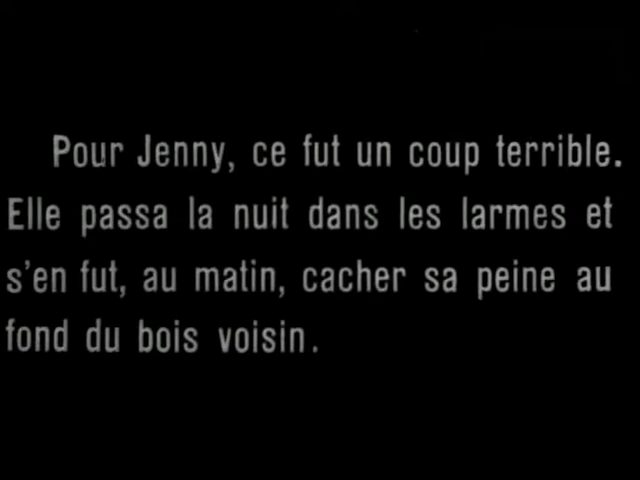 Pour Jenny, ce fut un coup terrible.
Elle passa la nuit dans les larmes et
s'en fut, au matin, cacher sa peine au
fond du bois voisin.